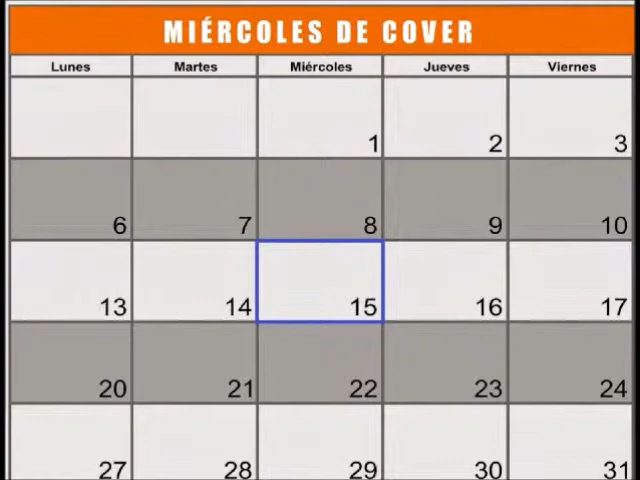 MIÉRCOLES DE COVER
Lunes Martes Miércoles Jueves Viernes
1 2 3
6 7 8 9 10
13 14 15 16 17
20 21 22 23 24
27 28 29 30 31